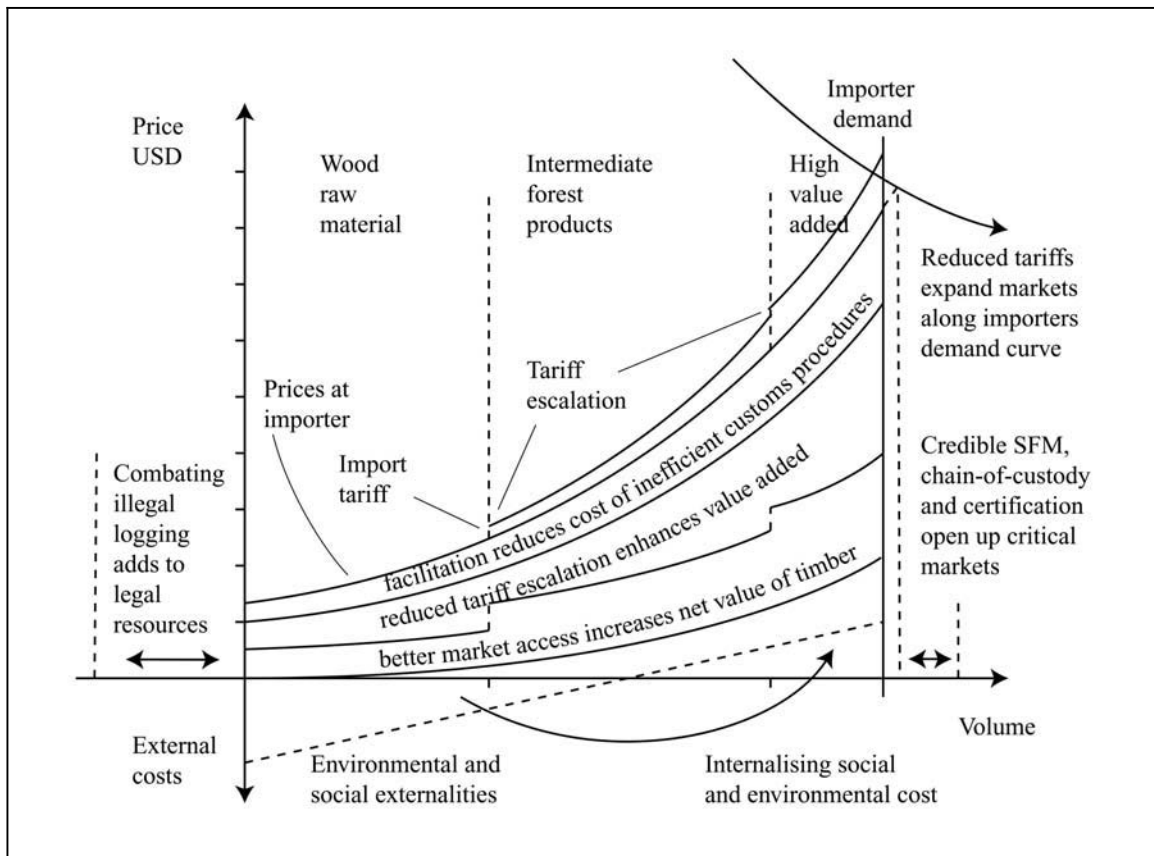 Price
USD
Wood
raw
material
Intermediate
forest
products
High
value
added
Importer
demand
Reduced tariffs
expand markets
along importers
demand curve
Tariff
escalation
Prices at
importer
Import
tariff
Combating
illegal
logging
adds to
legal
resources
facilitation reduces cost of inefficient customs procedures
reduced tariff escalation enhances value added
better market access increases net value of timber
Credible SFM,
chain-of-custody
and certification
open up critical
markets
Volume
External
costs
Environmental and
social externalities
Internalising social
and environmental cost